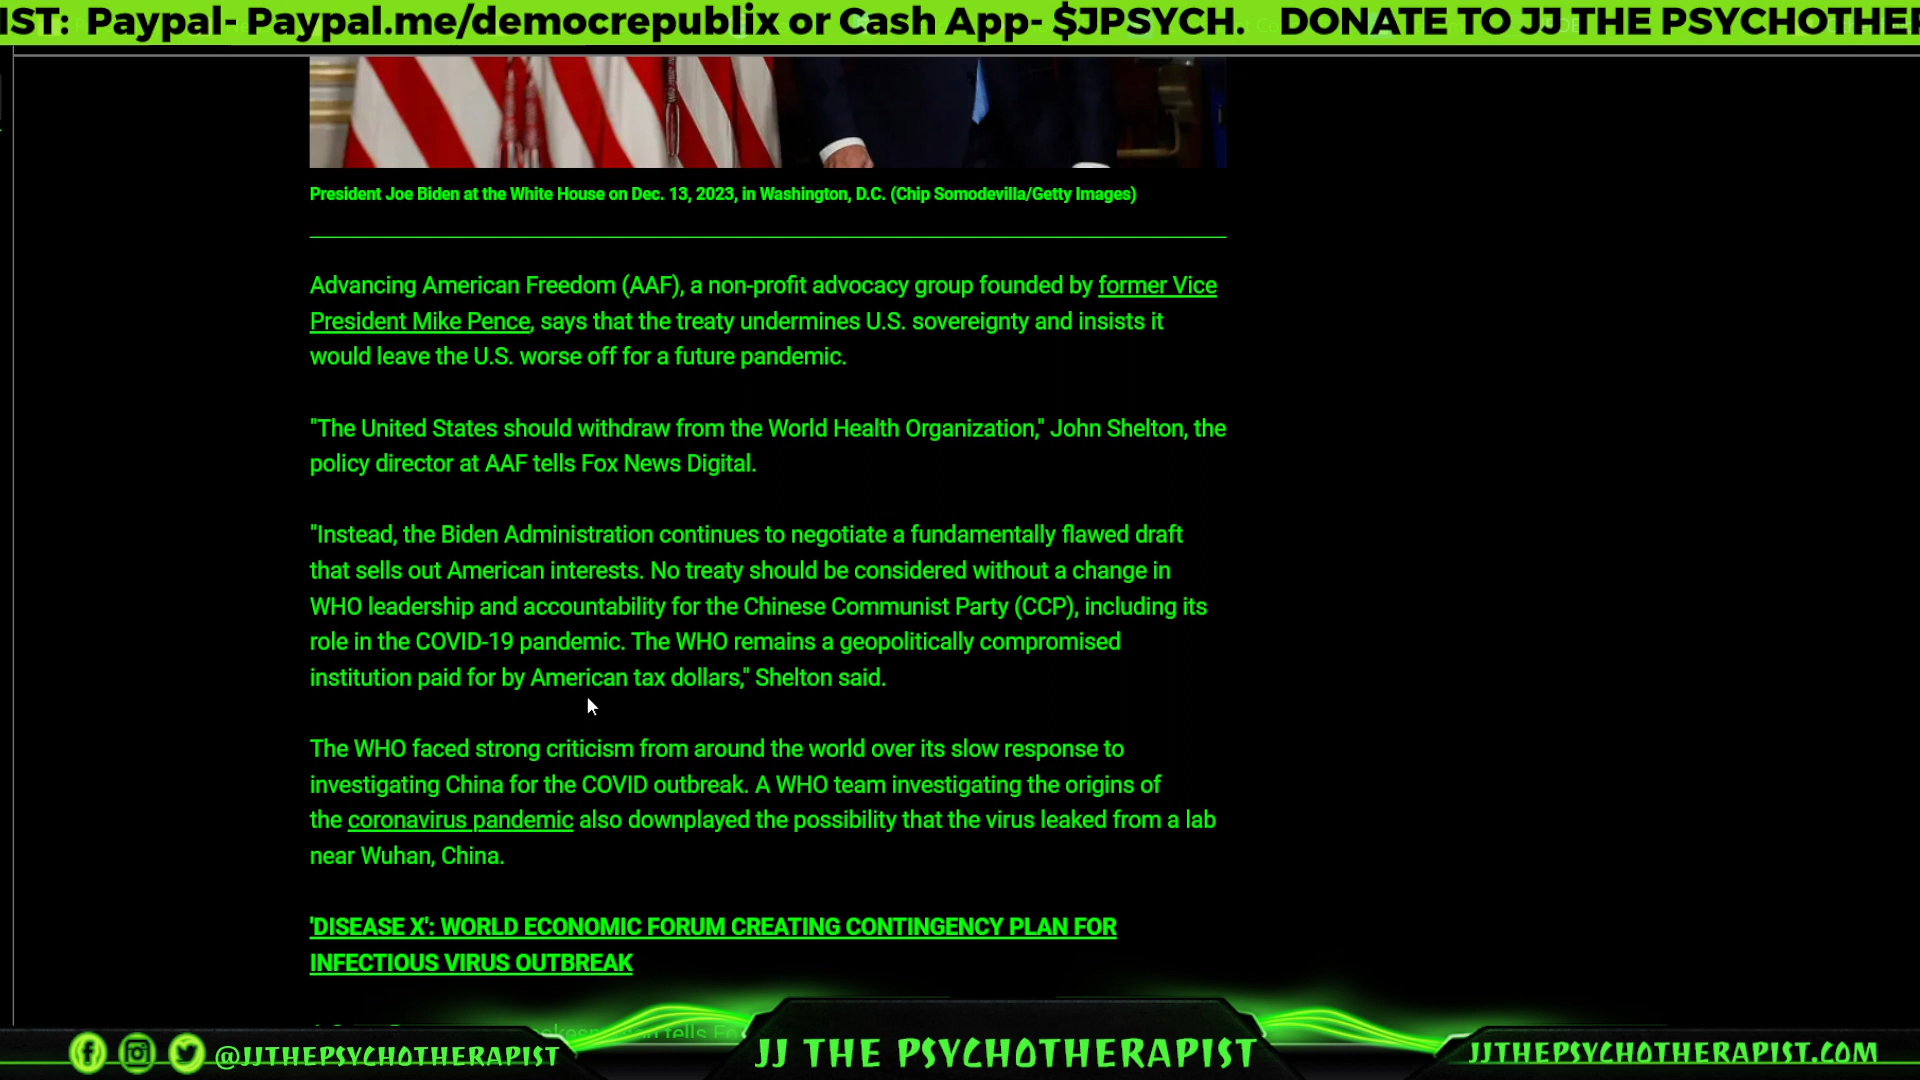 IST: Paypal- Paypal.me/democrepublix or Cash App- $JPSYCH. DONATE TO JJ THE PSYCHOTHER
President Joe Biden at the White House on Dec. 13, 2023, in Washington, D.C. (Chip Somodevilla/Getty Images)
Advancing American Freedom (AAF), a non-profit advocacy group founded by former Vice
President Mike Pence, says that the treaty undermines U.S. sovereignty and insists it
would leave the U.S. worse off for a future pandemic.
"The United States should withdraw from the World Health Organization," John Shelton, the
policy director at AAF tells Fox News Digital.
"Instead, the Biden Administration continues to negotiate a fundamentally flawed draft
that sells out American interests. No treaty should be considered without a change in
WHO leadership and accountability for the Chinese Communist Party (CCP), including its
role in the COVID-19 pandemic. The WHO remains a geopolitically compromised
institution paid for by American tax dollars," Shelton said.
The WHO faced strong criticism from around the world over its slow response to
investigating China for the COVID outbreak. A WHO team investigating the origins of
the coronavirus pandemic also downplayed the possibility that the virus leaked from a lab
near Wuhan, China.
'DISEASE X': WORLD ECONOMIC FORUM CREATING CONTINGENCY PLAN FOR
INFECTIOUS VIRUS OUTBREAK
tells
@JJTHEPSYCHOTHERAPIST
JJ THE PSYCHOTHERAPIST
JJTHEPSYCHOTHERAPIST.COM